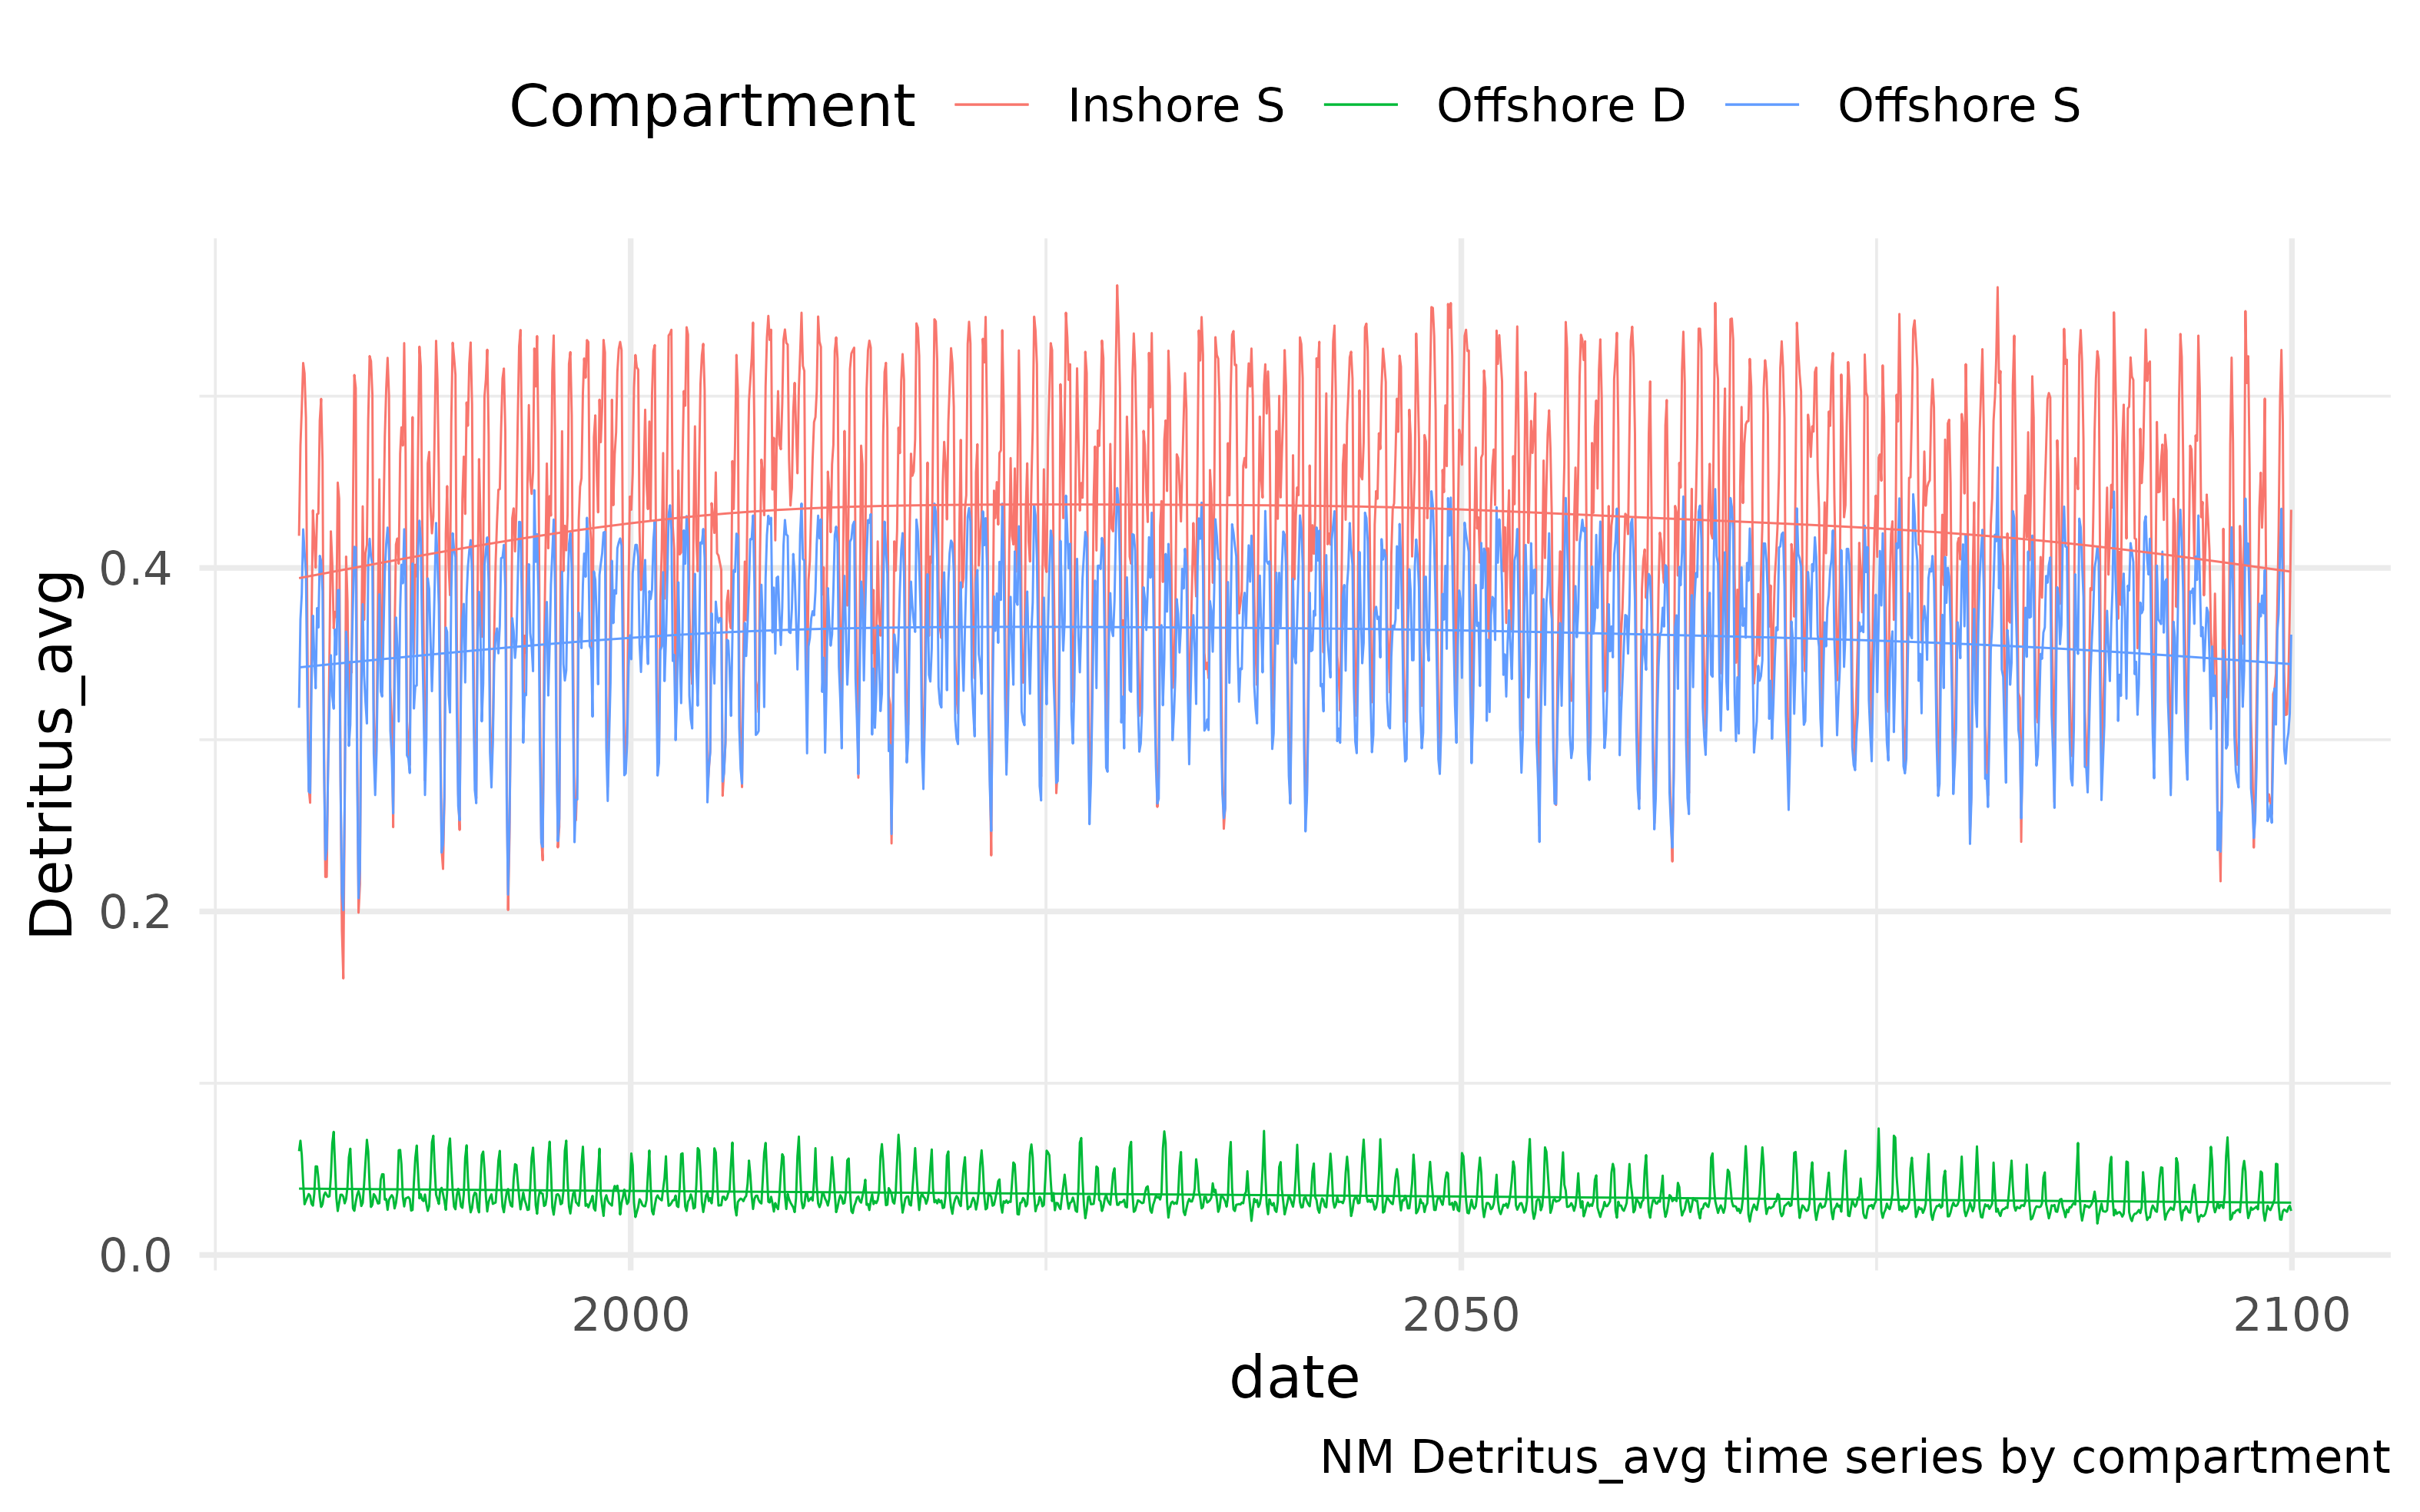 Compartment Inshore S Offshore D Offshore S
Detritus_avg
0.4
0.2
0.0
2000 2050 2100
date
NM Detritus_avg time series by compartment